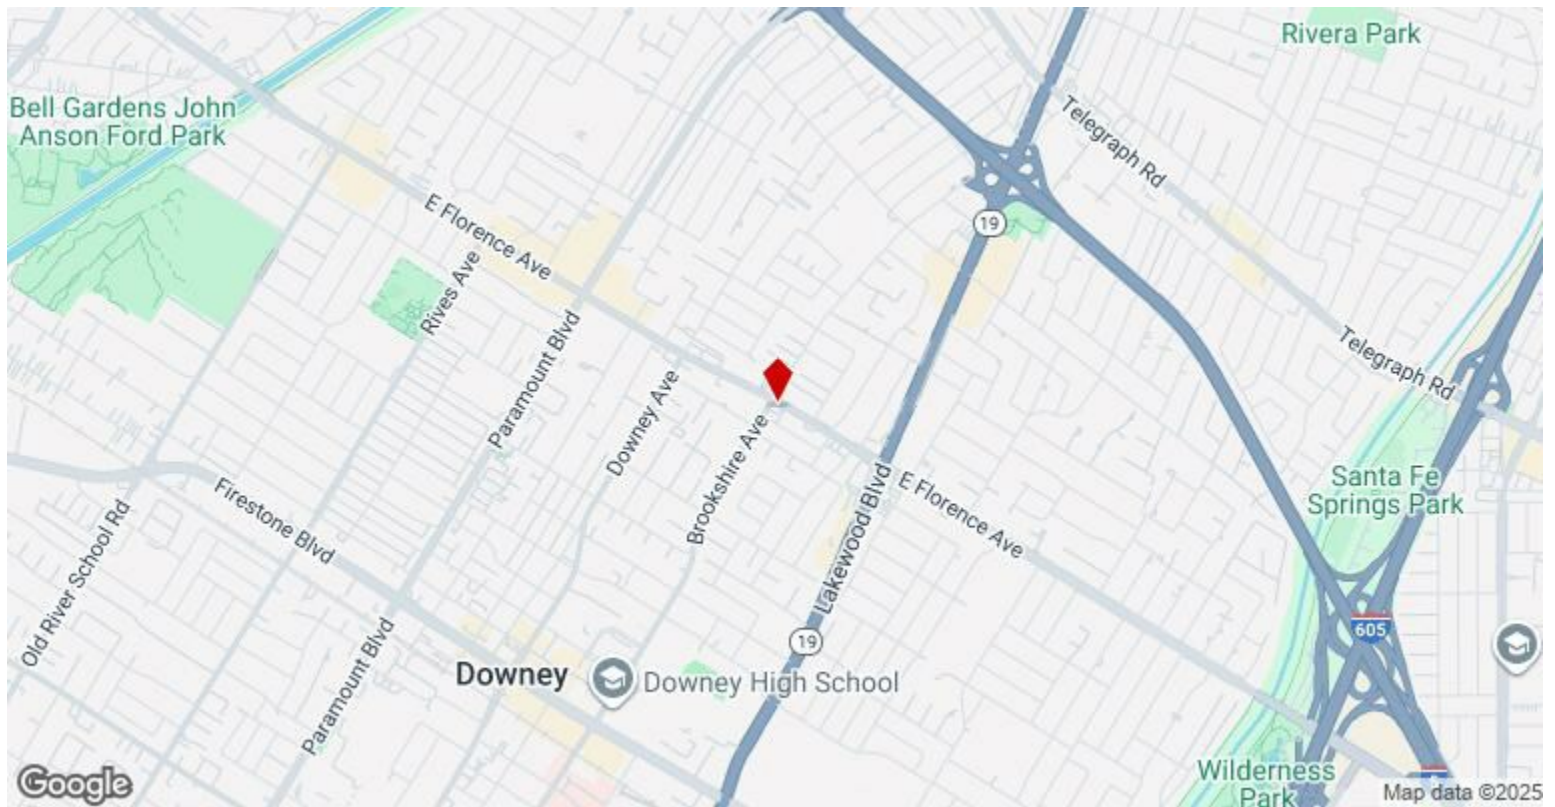 Rivera Park
Bell Gardens John
Anson Ford Park
Telegraph Rd
E Florence Ave
19
Rives Ave
Paramount Blvd
Telegraph Rd
Downey Ave
Brookshire Ave
Santa Fe
Springs Park
Lakewood Blvd
E Florence Ave
Firestone Blvd
Old River School Rd
605
19
Paramount Blvd
Downey
Downey High School
Wilderness
Park
5
Google
Map data ©2025